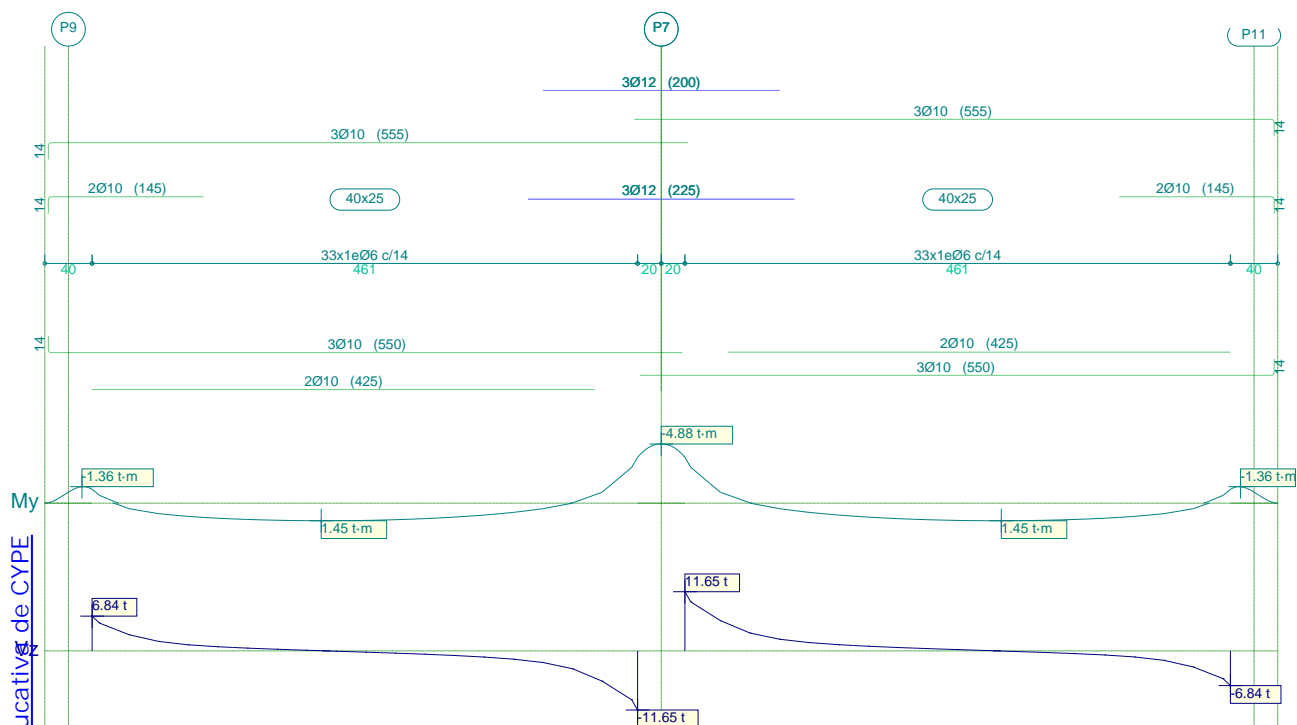 P9
P7
P11
3Ø12 (200)
3Ø10 (555)
14
3Ø10 (555)
14
2Ø10 (145)
14
40x25
3Ø12 (225)
40x25
2Ø10 (145)
14
33x1eØ6 c/14
33x1eØ6 c/14
40
461
20
20
461
40
14
3Ø10 (550)
2Ø10 (425)
3Ø10 (550)
14
2Ø10 (425)
-4.88 t·m
-1.36 t·m
-1.36 t·m
My
1.45 t·m
1.45 t·m
ucativa de CYPE
6.84 t
11.65 t
z
-6.84 t
-11.65 t